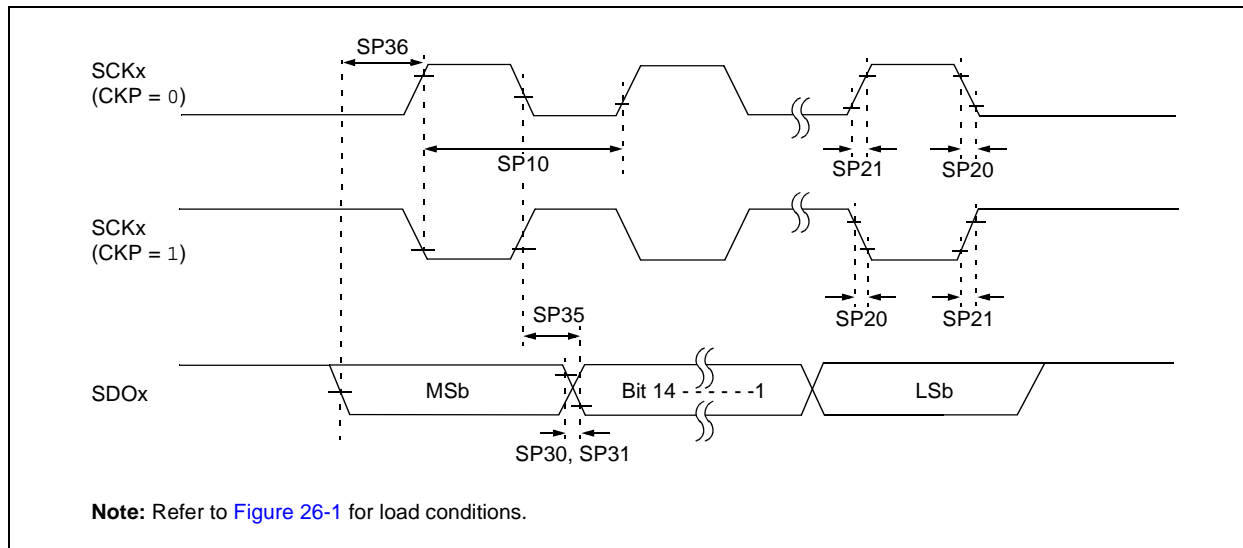 SP36
SCKx
(CKP = 0)
SP10
SP21
SP20
SCKx
(CKP = 1)
SP35
SP20
SP21
SDOx
MSb
Bit 14 - - - - - -1
LSb
SP30, SP31
Note: Refer to Figure 26-1 for load conditions.